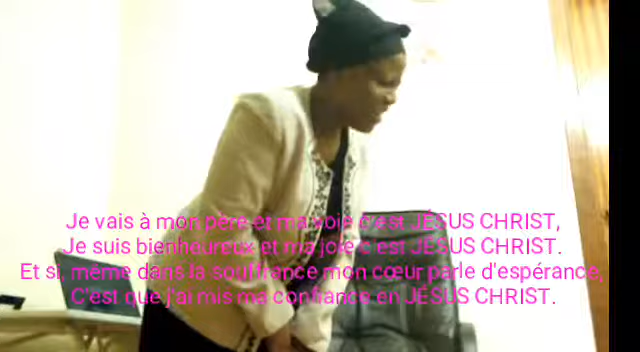 Je vais à mon père et ma voie c'est JÉSUS CHRIST,
Je suis bienheureux et ma joie c'est JÉSUS CHRIST.
Et si, même dans la souffrance mon cœur parle d'espérance,
C'est que j'ai mis ma confiance en JÉSUS CHRIST.